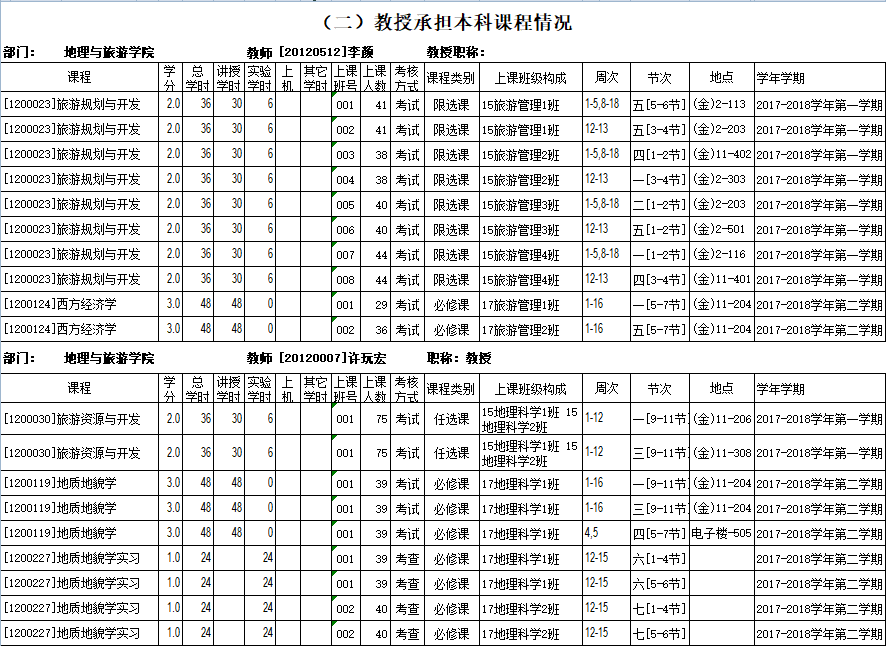 (二) 教授承担本科课程情况
部门: 地理与旅游学院 教师 [20120512]李颜 教授职称:
课程 学分 总学时 讲授学时 实验学时 上机 其它学时 上课班号 上课人数 考核方式 课程类别 上课班级构成 周次 节次 地点 学年学期
[1200023]旅游规划与开发 2.0 36 30 6 001 41 考试 限选课 15旅游管理1班 1-5,8-18 五[5-6节] (金)2-113 2017-2018学年第一学期
[1200023]旅游规划与开发 2.0 36 30 6 002 41 考试 限选课 15旅游管理1班 12-13 五[3-4节] (金)2-203 2017-2018学年第一学期
[1200023]旅游规划与开发 2.0 36 30 6 003 38 考试 限选课 15旅游管理2班 1-5,8-18 四[1-2节] (金)11-402 2017-2018学年第一学期
[1200023]旅游规划与开发 2.0 36 30 6 004 38 考试 限选课 15旅游管理2班 12-13 一[3-4节] (金)2-303 2017-2018学年第一学期
[1200023]旅游规划与开发 2.0 36 30 6 005 40 考试 限选课 15旅游管理3班 1-5,8-18 二[1-2节] (金)2-203 2017-2018学年第一学期
[1200023]旅游规划与开发 2.0 36 30 6 006 40 考试 限选课 15旅游管理3班 12-13 五[1-2节] (金)2-501 2017-2018学年第一学期
[1200023]旅游规划与开发 2.0 36 30 6 007 44 考试 限选课 15旅游管理4班 1-5,8-18 一[1-2节] (金)2-116 2017-2018学年第一学期
[1200023]旅游规划与开发 2.0 36 30 6 008 44 考试 限选课 15旅游管理4班 12-13 四[3-4节] (金)11-401 2017-2018学年第一学期
[1200124]西方经济学 3.0 48 48 0 001 29 考试 必修课 17旅游管理1班 1-16 一[5-7节] (金)11-204 2017-2018学年第二学期
[1200124]西方经济学 3.0 48 48 0 002 36 考试 必修课 17旅游管理2班 1-16 五[5-7节] (金)11-204 2017-2018学年第二学期
部门: 地理与旅游学院 教师 [20120007]许玩宏 职称: 教授
课程 学分 总学时 讲授学时 实验学时 上机 其它学时 上课班号 上课人数 考核方式 课程类别 上课班级构成 周次 节次 地点 学年学期
[1200030]旅游资源与开发 2.0 36 30 6 001 75 考试 任选课 15地理科学1班 15地理科学2班 1-12 一[9-11节] (金)11-206 2017-2018学年第一学期
[1200030]旅游资源与开发 2.0 36 30 6 001 75 考试 任选课 15地理科学1班 15地理科学2班 1-12 三[9-11节] (金)11-308 2017-2018学年第一学期
[1200119]地质地貌学 3.0 48 48 0 001 39 考试 必修课 17地理科学1班 1-16 一[9-11节] (金)11-204 2017-2018学年第二学期
[1200119]地质地貌学 3.0 48 48 0 001 39 考试 必修课 17地理科学1班 1-16 三[9-11节] (金)11-204 2017-2018学年第二学期
[1200119]地质地貌学 3.0 48 48 0 001 39 考试 必修课 17地理科学1班 4,5 四[5-7节] 电子楼-505 2017-2018学年第二学期
[1200227]地质地貌学实习 1.0 24 24 001 39 考查 必修课 17地理科学1班 12-15 六[1-4节] 2017-2018学年第二学期
[1200227]地质地貌学实习 1.0 24 24 001 39 考查 必修课 17地理科学1班 12-15 六[5-6节] 2017-2018学年第二学期
[1200227]地质地貌学实习 1.0 24 24 002 40 考查 必修课 17地理科学2班 12-15 七[1-4节] 2017-2018学年第二学期
[1200227]地质地貌学实习 1.0 24 24 002 40 考查 必修课 17地理科学2班 12-15 七[5-6节] 2017-2018学年第二学期